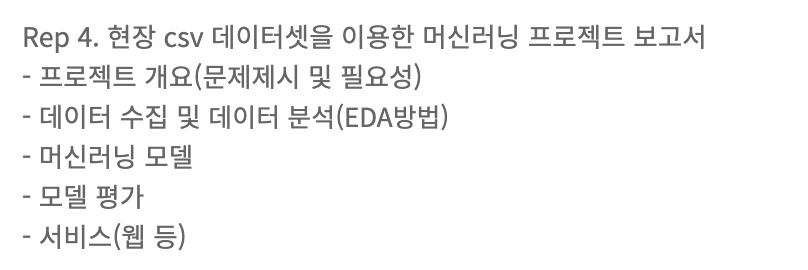 Rep 4. 현장 csv 데이터셋을 이용한 머신러닝 프로젝트 보고서
- 프로젝트 개요(문제제시 및 필요성)
- 데이터 수집 및 데이터 분석(EDA방법)
- 머신러닝 모델
- 모델 평가
- 서비스(웹 등)